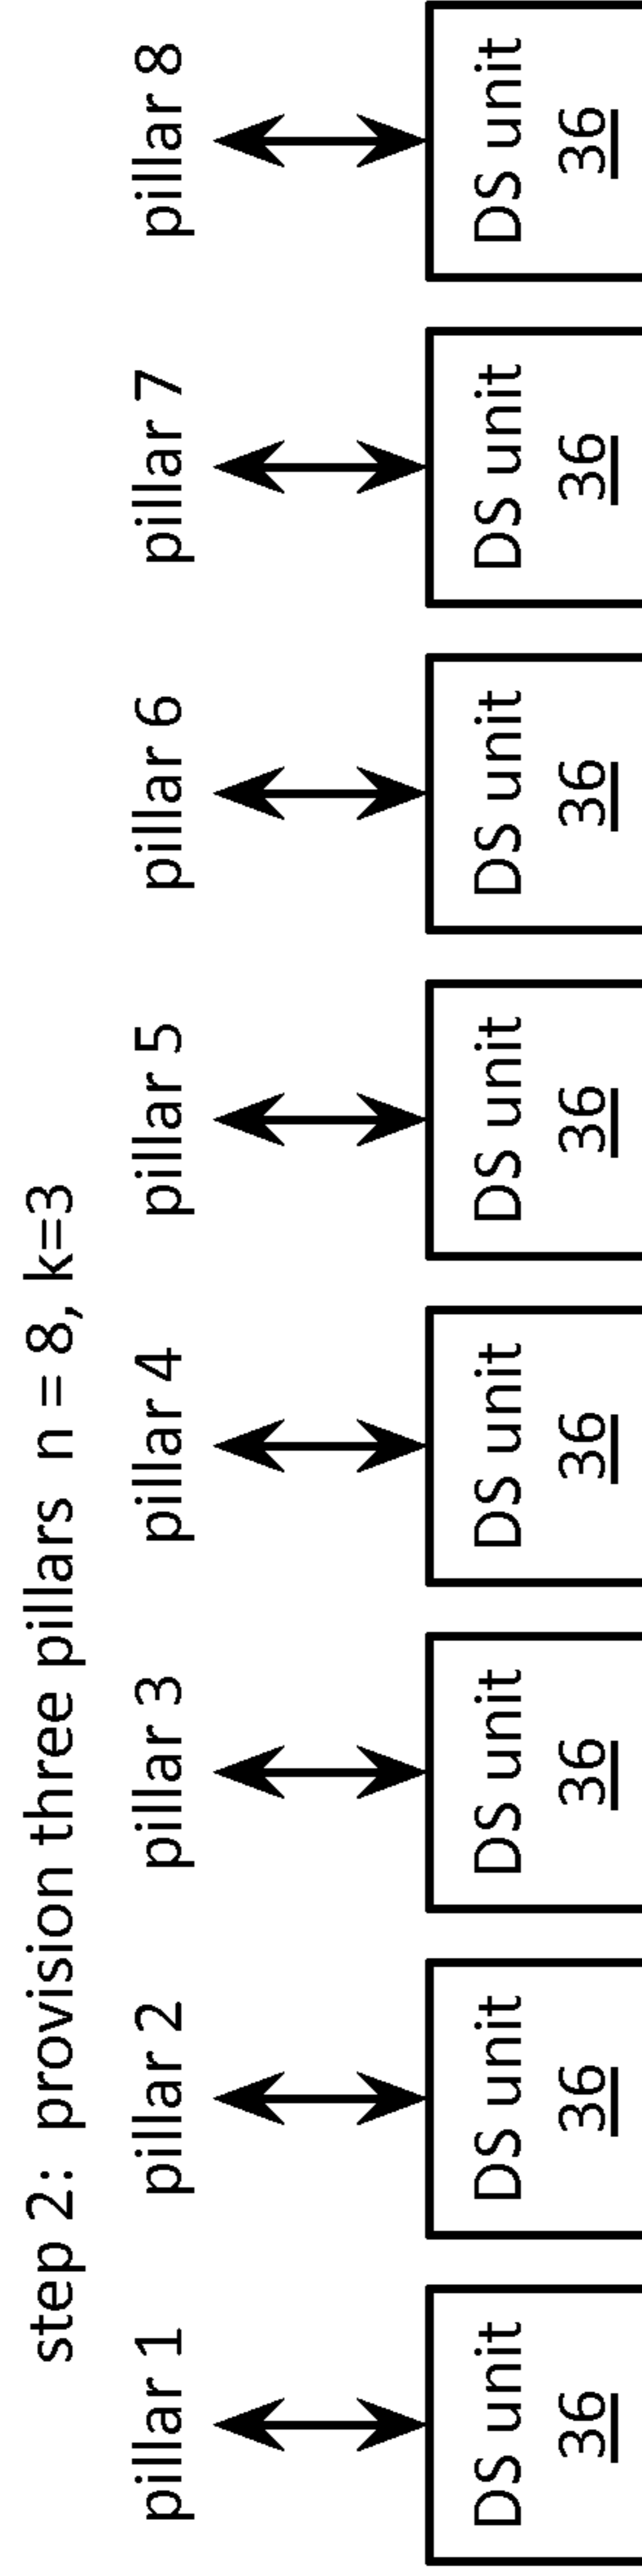 step 2:  provision three pillars  n = 8, k=3
pillar 1 pillar 2 pillar 3 pillar 4 pillar 5 pillar 6 pillar 7 pillar 8
DS unit DS unit DS unit DS unit DS unit DS unit DS unit DS unit
36 36 36 36 36 36 36 36